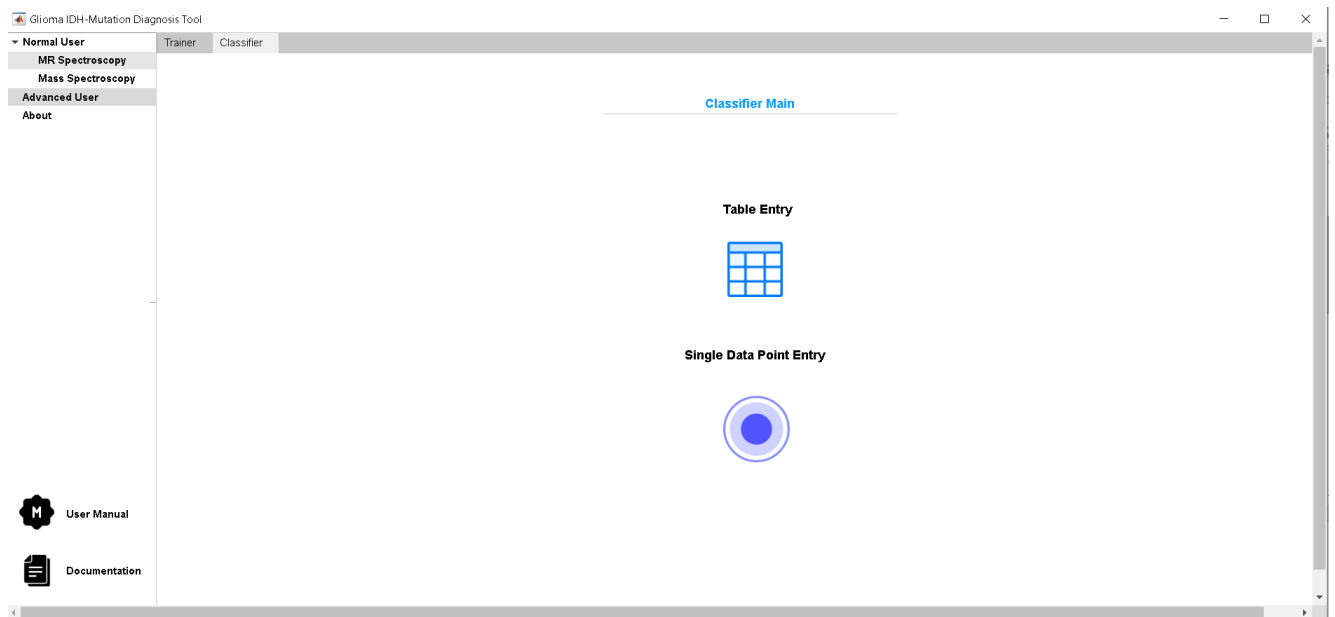 Glioma IDH-Mutation Diagnosis Tool
Normal User
MR Spectroscopy
Mass Spectroscopy
Advanced User
About
Trainer Classifier
Classifier Main
Table Entry
Single Data Point Entry
M User Manual
Documentation